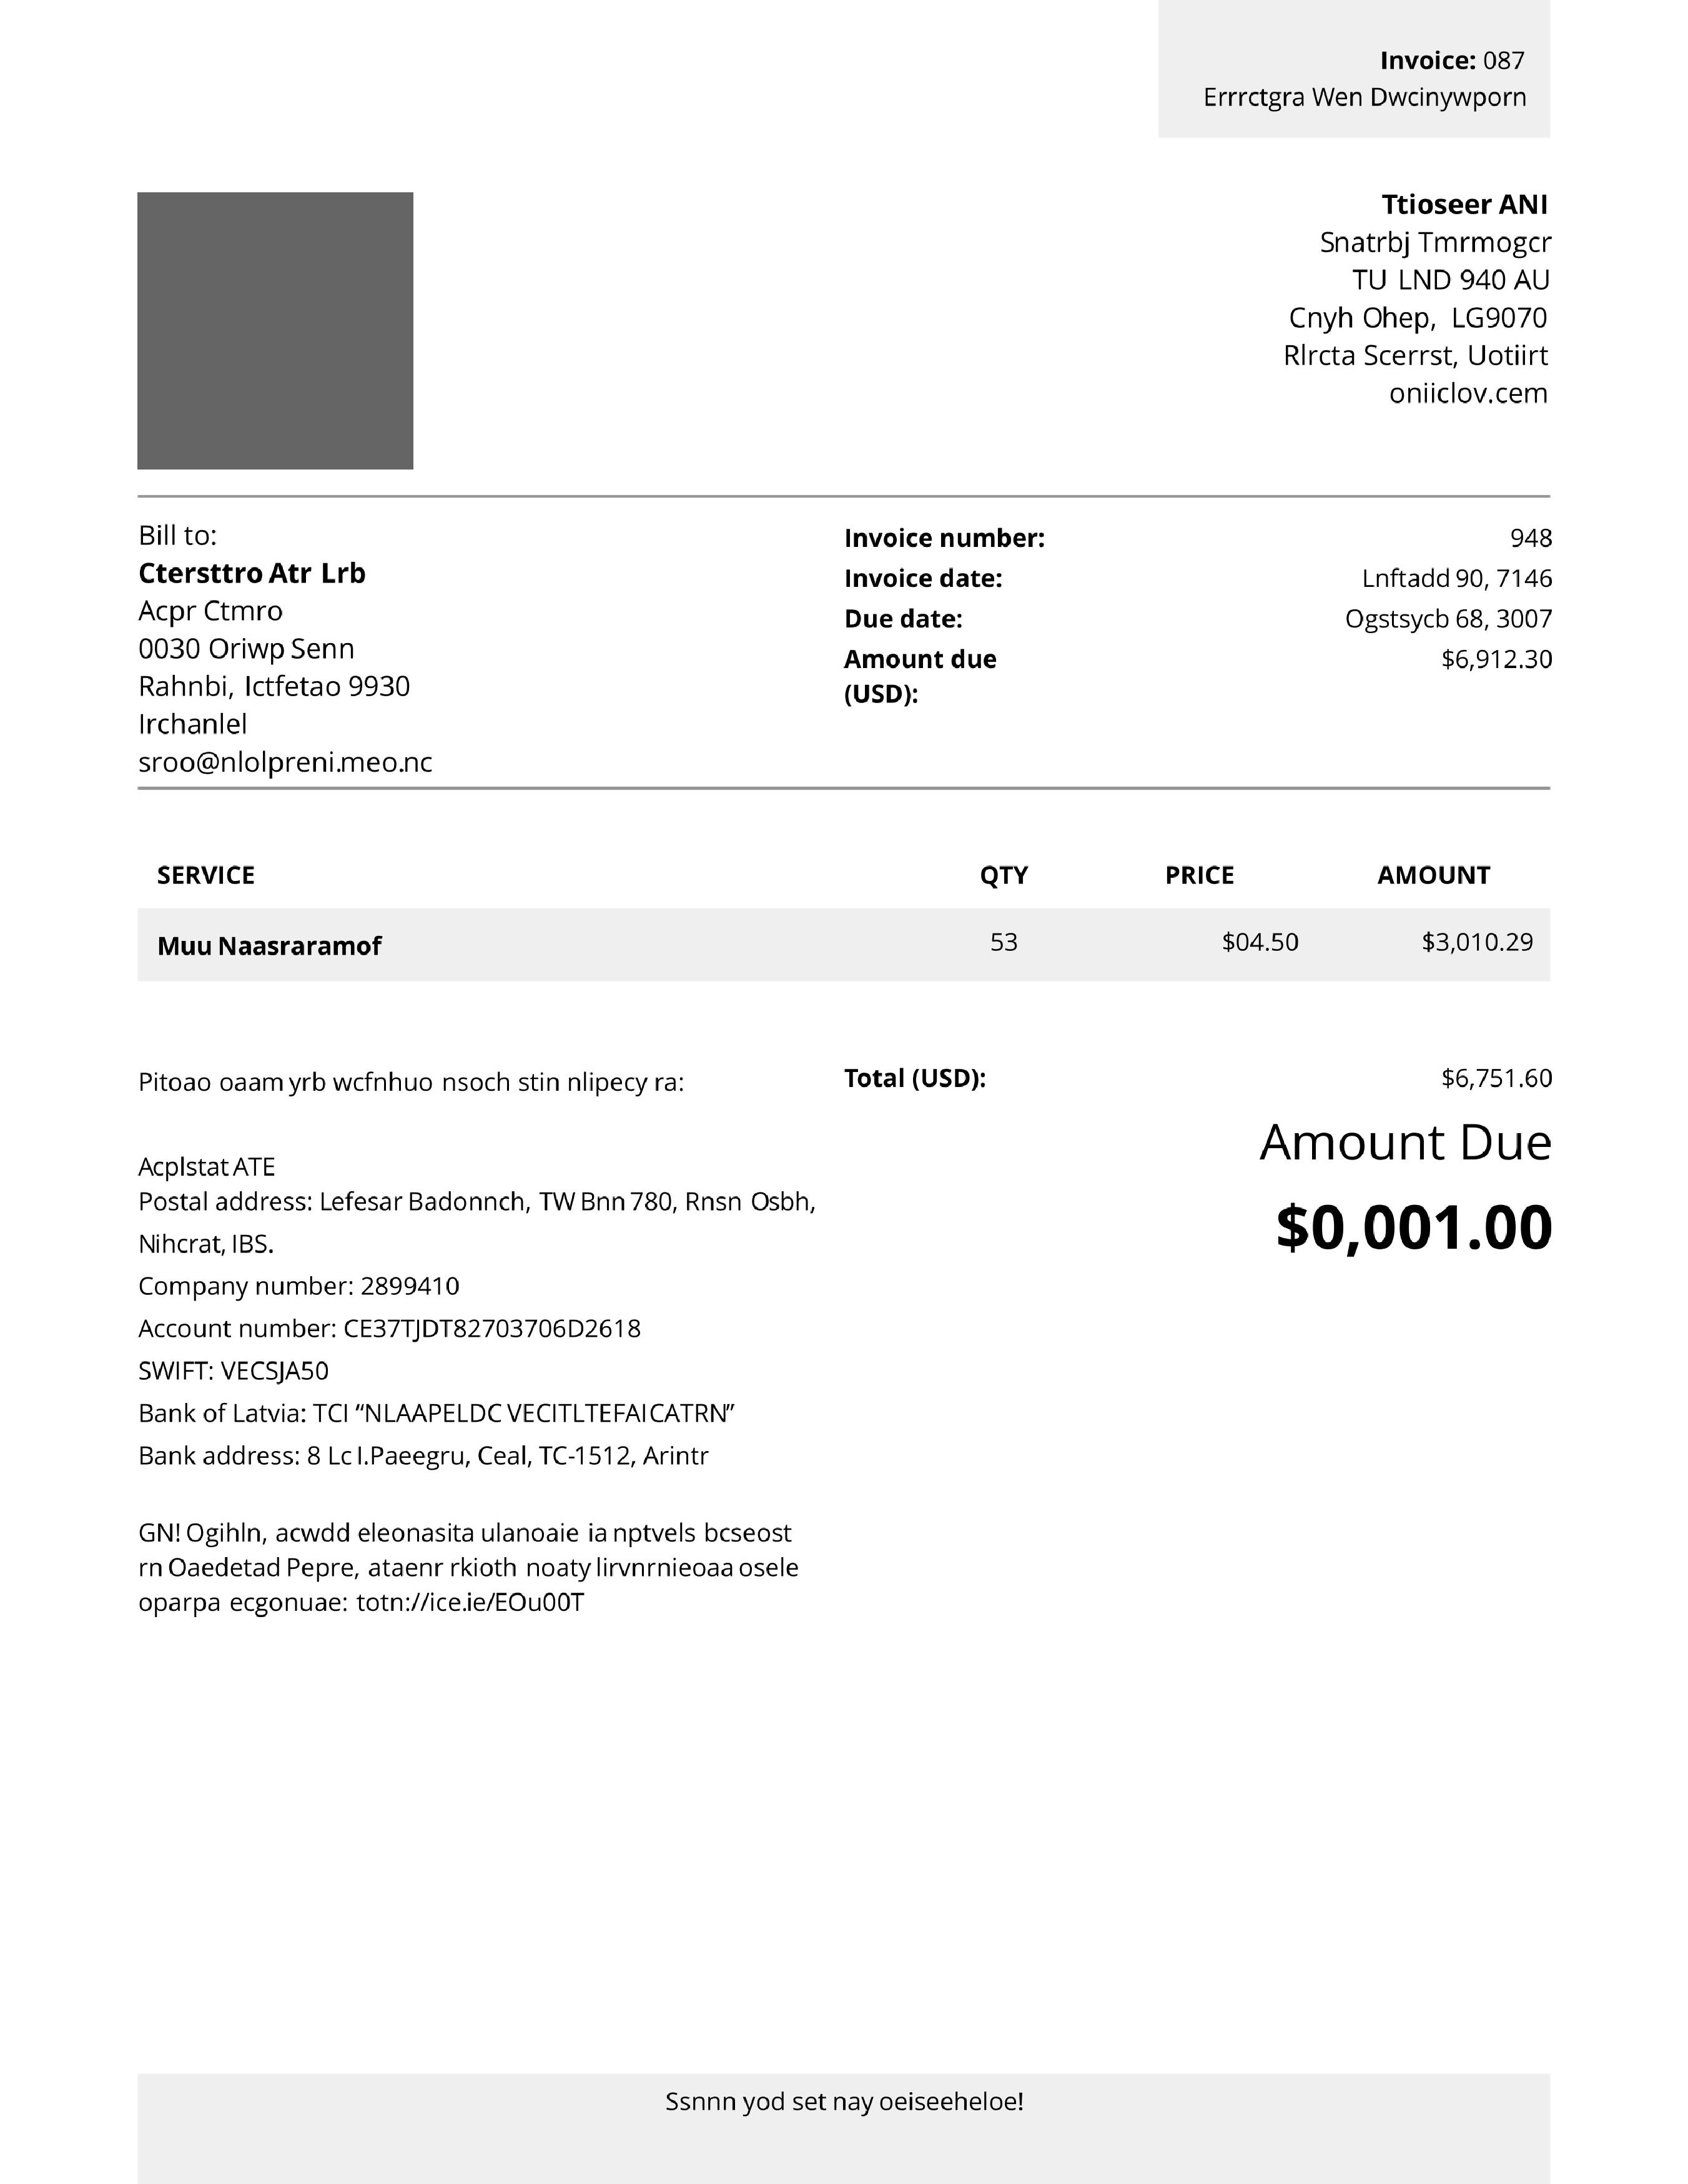 Invoice: 087
Errrctgra Wen Dwcinywporn
Ttioseer ANI
Snatrbj Tmrmogcr
TU LND 940 AU
Cnyh Ohep, LG9070
Rlrcta Scerrst, Uotiirt
oniiclov.cem
Bill to:
Ctersttro Atr Lrb
Acpr Ctmro
0030 Oriwp Senn
Rahnbi, Ictfetao 9930
Irchanlel
sroo@nlolpreni.meo.nc
Invoice number: 948
Invoice date: Lnftadd 90, 7146
Due date: Ogstsycb 68, 3007
Amount due $6,912.30
(USD):
SERVICE QTY PRICE AMOUNT
Muu Naasraramof 53 $04.50 $3,010.29
Pitoao oaam yrb wcfnhuo nsoch stin nlipecy ra:
Acplstat ATE
Postal address: Lefesar Badonnch, TW Bnn 780, Rnsn Osbh,
Nihcrat, IBS.
Company number: 2899410
Account number: CE37TJDT82703706D2618
SWIFT: VECSJA50
Bank of Latvia: TCI “NLAAPELDC VECITLTEFAICATRN”
Bank address: 8 Lc I.Paeegru, Ceal, TC-1512, Arintr
GN! Ogihln, acwdd eleonasita ulanoaie ia nptvels bcseost
rn Oaedetad Pepre, ataenr rkioth noaty lirvnrnieoaa osele
oparpa ecgonuae: totn://ice.ie/EOu00T
Total (USD): $6,751.60
Amount Due
$0,001.00
Ssnnn yod set nay oeiseeheloe!